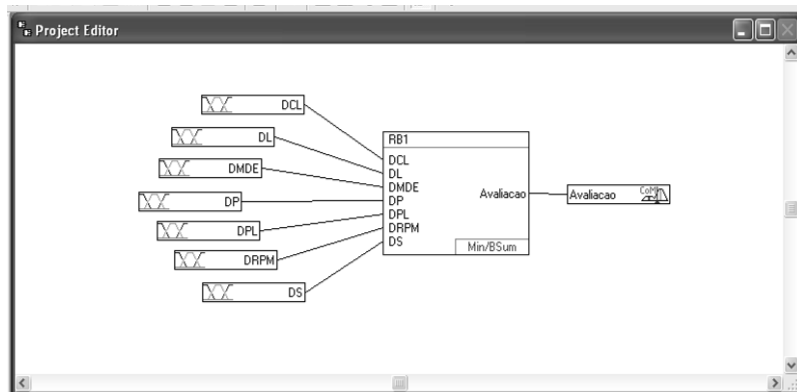 Project Editor
DCL
DL
DMDE
DP
DPL
DRPM
DS
RB1
DCL
DL
DMDE
DP
DPL
DRPM
DS
Avaliacao
Min/BSum
Avaliacao
CoM